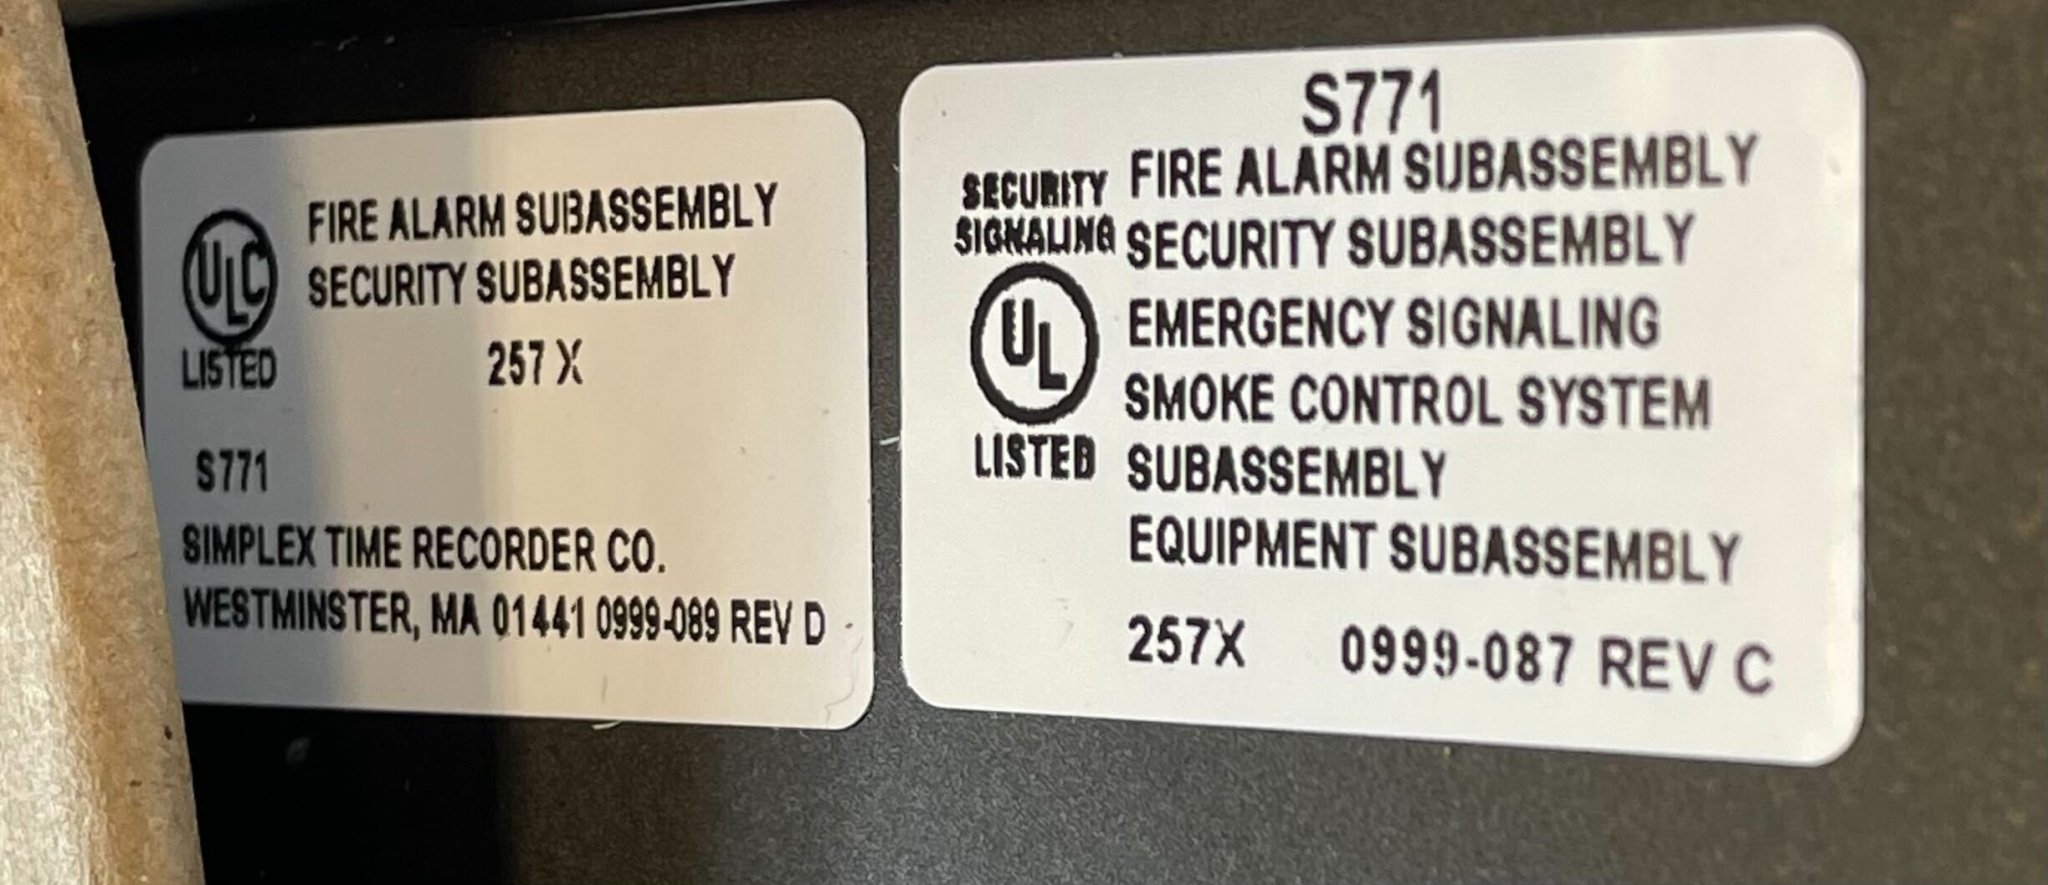 FIRE ALARM SUBASSEMBLY
SECURITY SUBASSEMBLY
ULC
LISTED
257 X
S771
SIMPLEX TIME RECORDER CO.
WESTMINSTER, MA 01441 0999-089 REV D
S771
SECURITY
SIGNALING
UL
LISTED
FIRE ALARM SUBASSEMBLY
SECURITY SUBASSEMBLY
EMERGENCY SIGNALING
SMOKE CONTROL SYSTEM
SUBASSEMBLY
EQUIPMENT SUBASSEMBLY
257X 0999-087 REV C